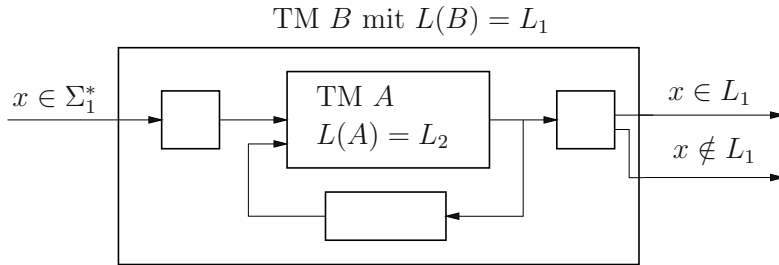 TM B mit L(B) = L₁
x ∈ Σ₁*
TM A
L(A) = L₂
x ∈ L₁
x ∉ L₁